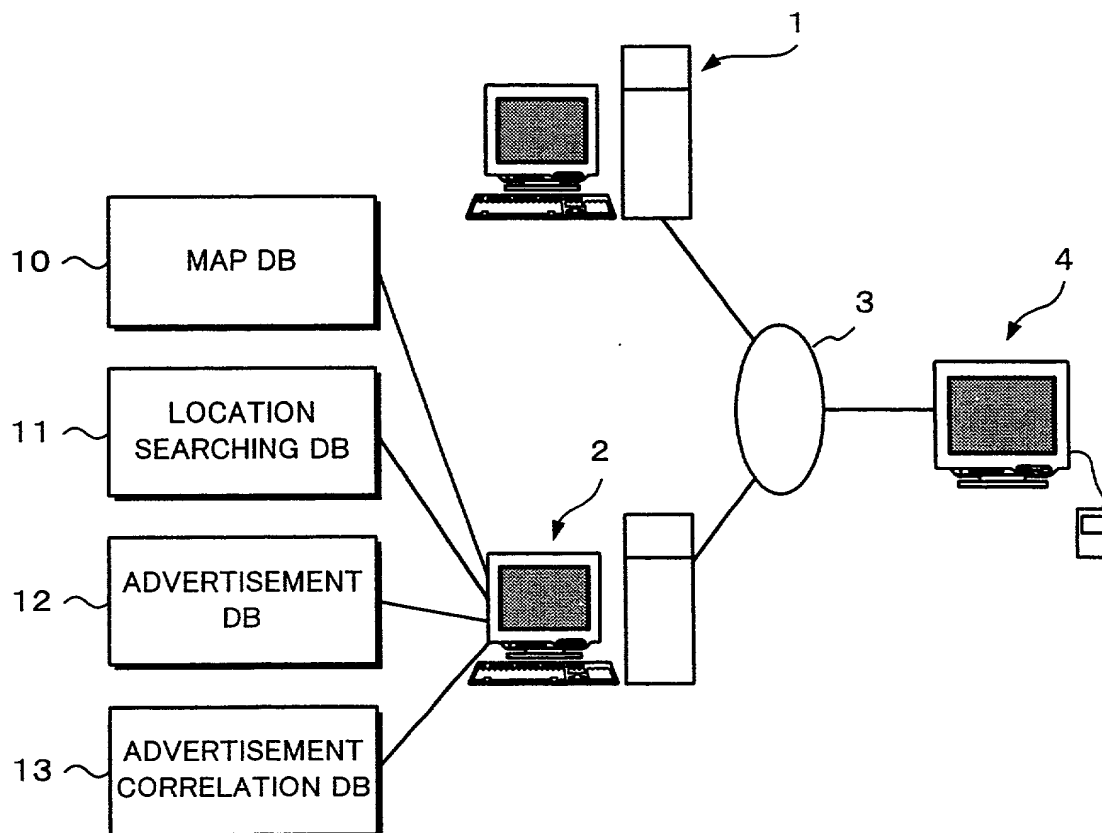 1
10
MAP DB
4
3
11
LOCATION
SEARCHING DB
2
12
ADVERTISEMENT
DB
13
ADVERTISEMENT
CORRELATION DB